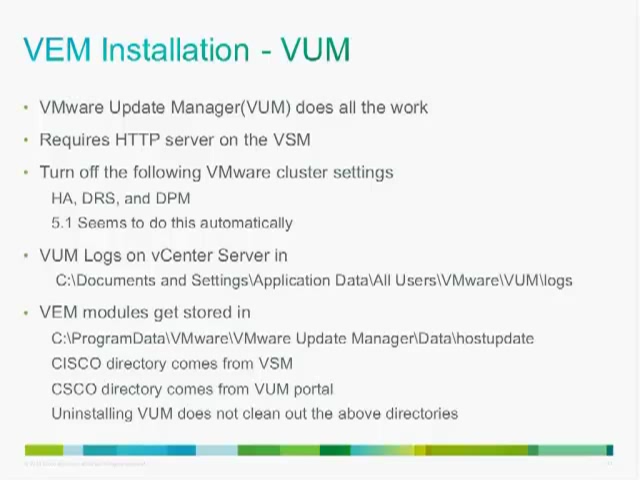 VEM Installation - VUM
• VMware Update Manager(VUM) does all the work
• Requires HTTP server on the VSM
• Turn off the following VMware cluster settings
HA, DRS, and DPM
5.1 Seems to do this automatically
• VUM Logs on vCenter Server in
C:\Documents and Settings\Application Data\All Users\VMware\VUM\logs
• VEM modules get stored in
C:\ProgramData\VMware\VMware Update Manager\Data\hostupdate
CISCO directory comes from VSM
CSCO directory comes from VUM portal
Uninstalling VUM does not clean out the above directories